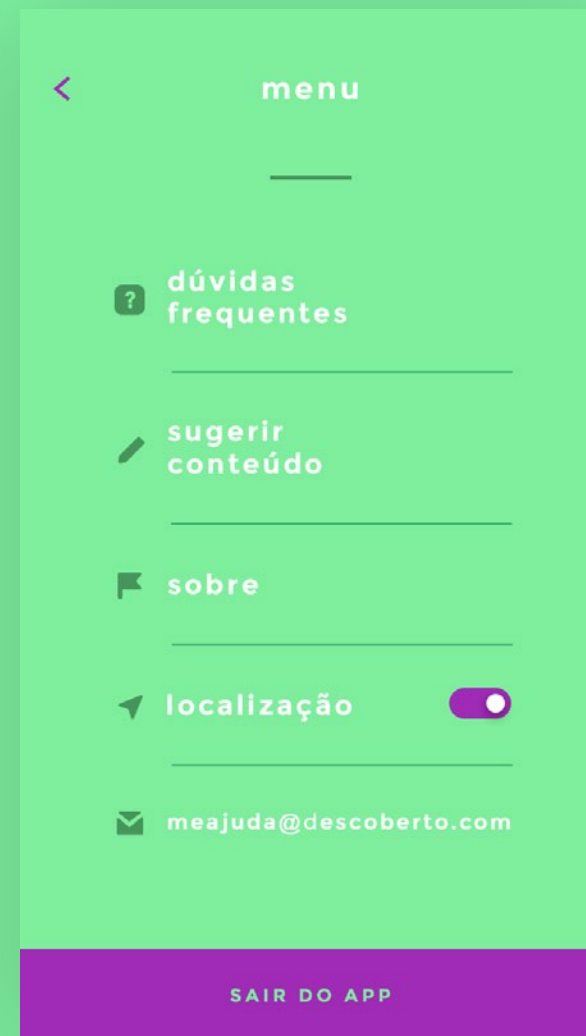 menu
dúvidas
frequentes
sugerir
conteúdo
sobre
localização
meajuda@descoberto.com
SAIR DO APP